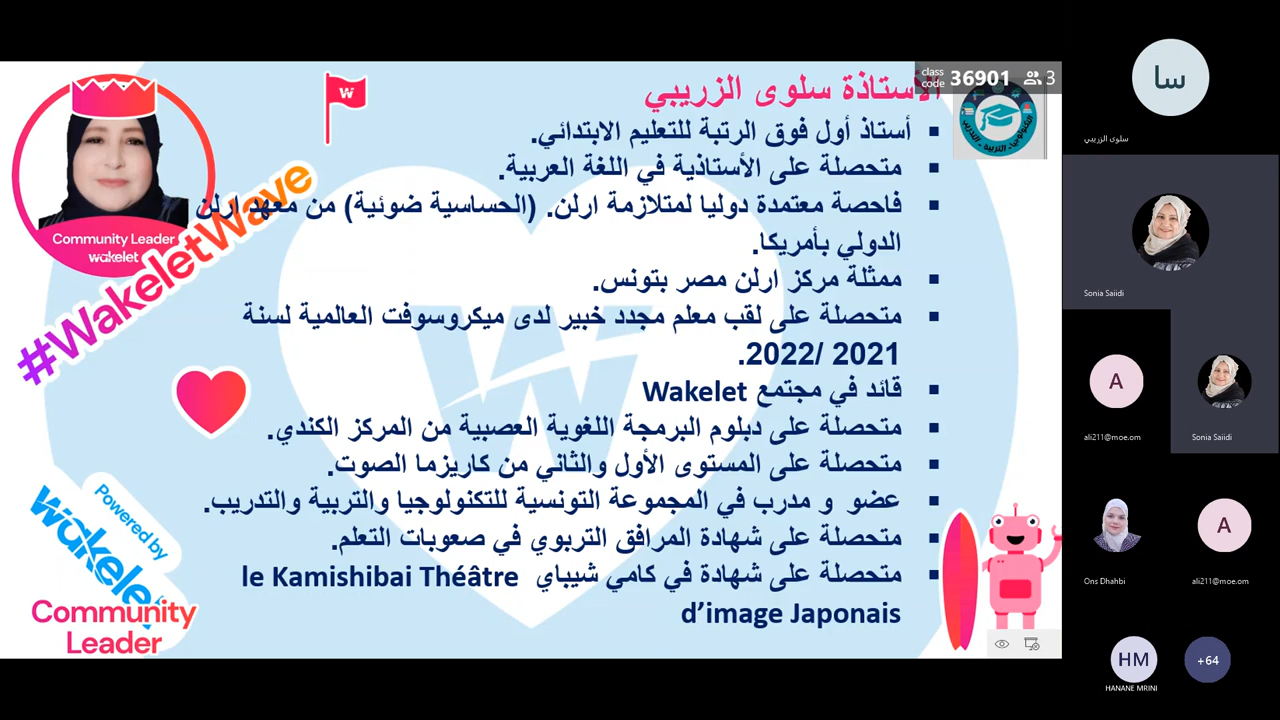 class code 36901 3
الأستاذة سلوى الزريبي
أستاذ أول فوق الرتبة للتعليم الابتدائي.
متحصلة على الأستاذية في اللغة العربية.
فاحصة معتمدة دوليا لمتلازمة ارلن. (الحساسية ضوئية) من معهد ارلن
الدولي بأمريكا.
ممثلة مركز ارلن مصر بتونس.
متحصلة على لقب معلم مجدد خبير لدى ميكروسوفت العالمية لسنة
2021 /2022.
قائد في مجتمع Wakelet
متحصلة على دبلوم البرمجة اللغوية العصبية من المركز الكندي.
متحصلة على المستوى الأول والثاني من كاريزما الصوت.
عضو و مدرب في المجموعة التونسية للتكنولوجيا والتربية والتدريب.
متحصلة على شهادة المرافق التربوي في صعوبات التعلم.
متحصلة على شهادة في كامي شيباي le Kamishibai Théâtre
d’image Japonais
Community Leader
wakelet
#WakeletWave
W
Powered by
wakelet
Community
Leader
التكنولوجيا - التربية - التدريب
سا
سلوى الزريبي
Sonia Saiidi
A
ali211@moe.om
Sonia Saiidi
Ons Dhahbi
A
ali211@moe.om
HM
HANANE MRINI
+64